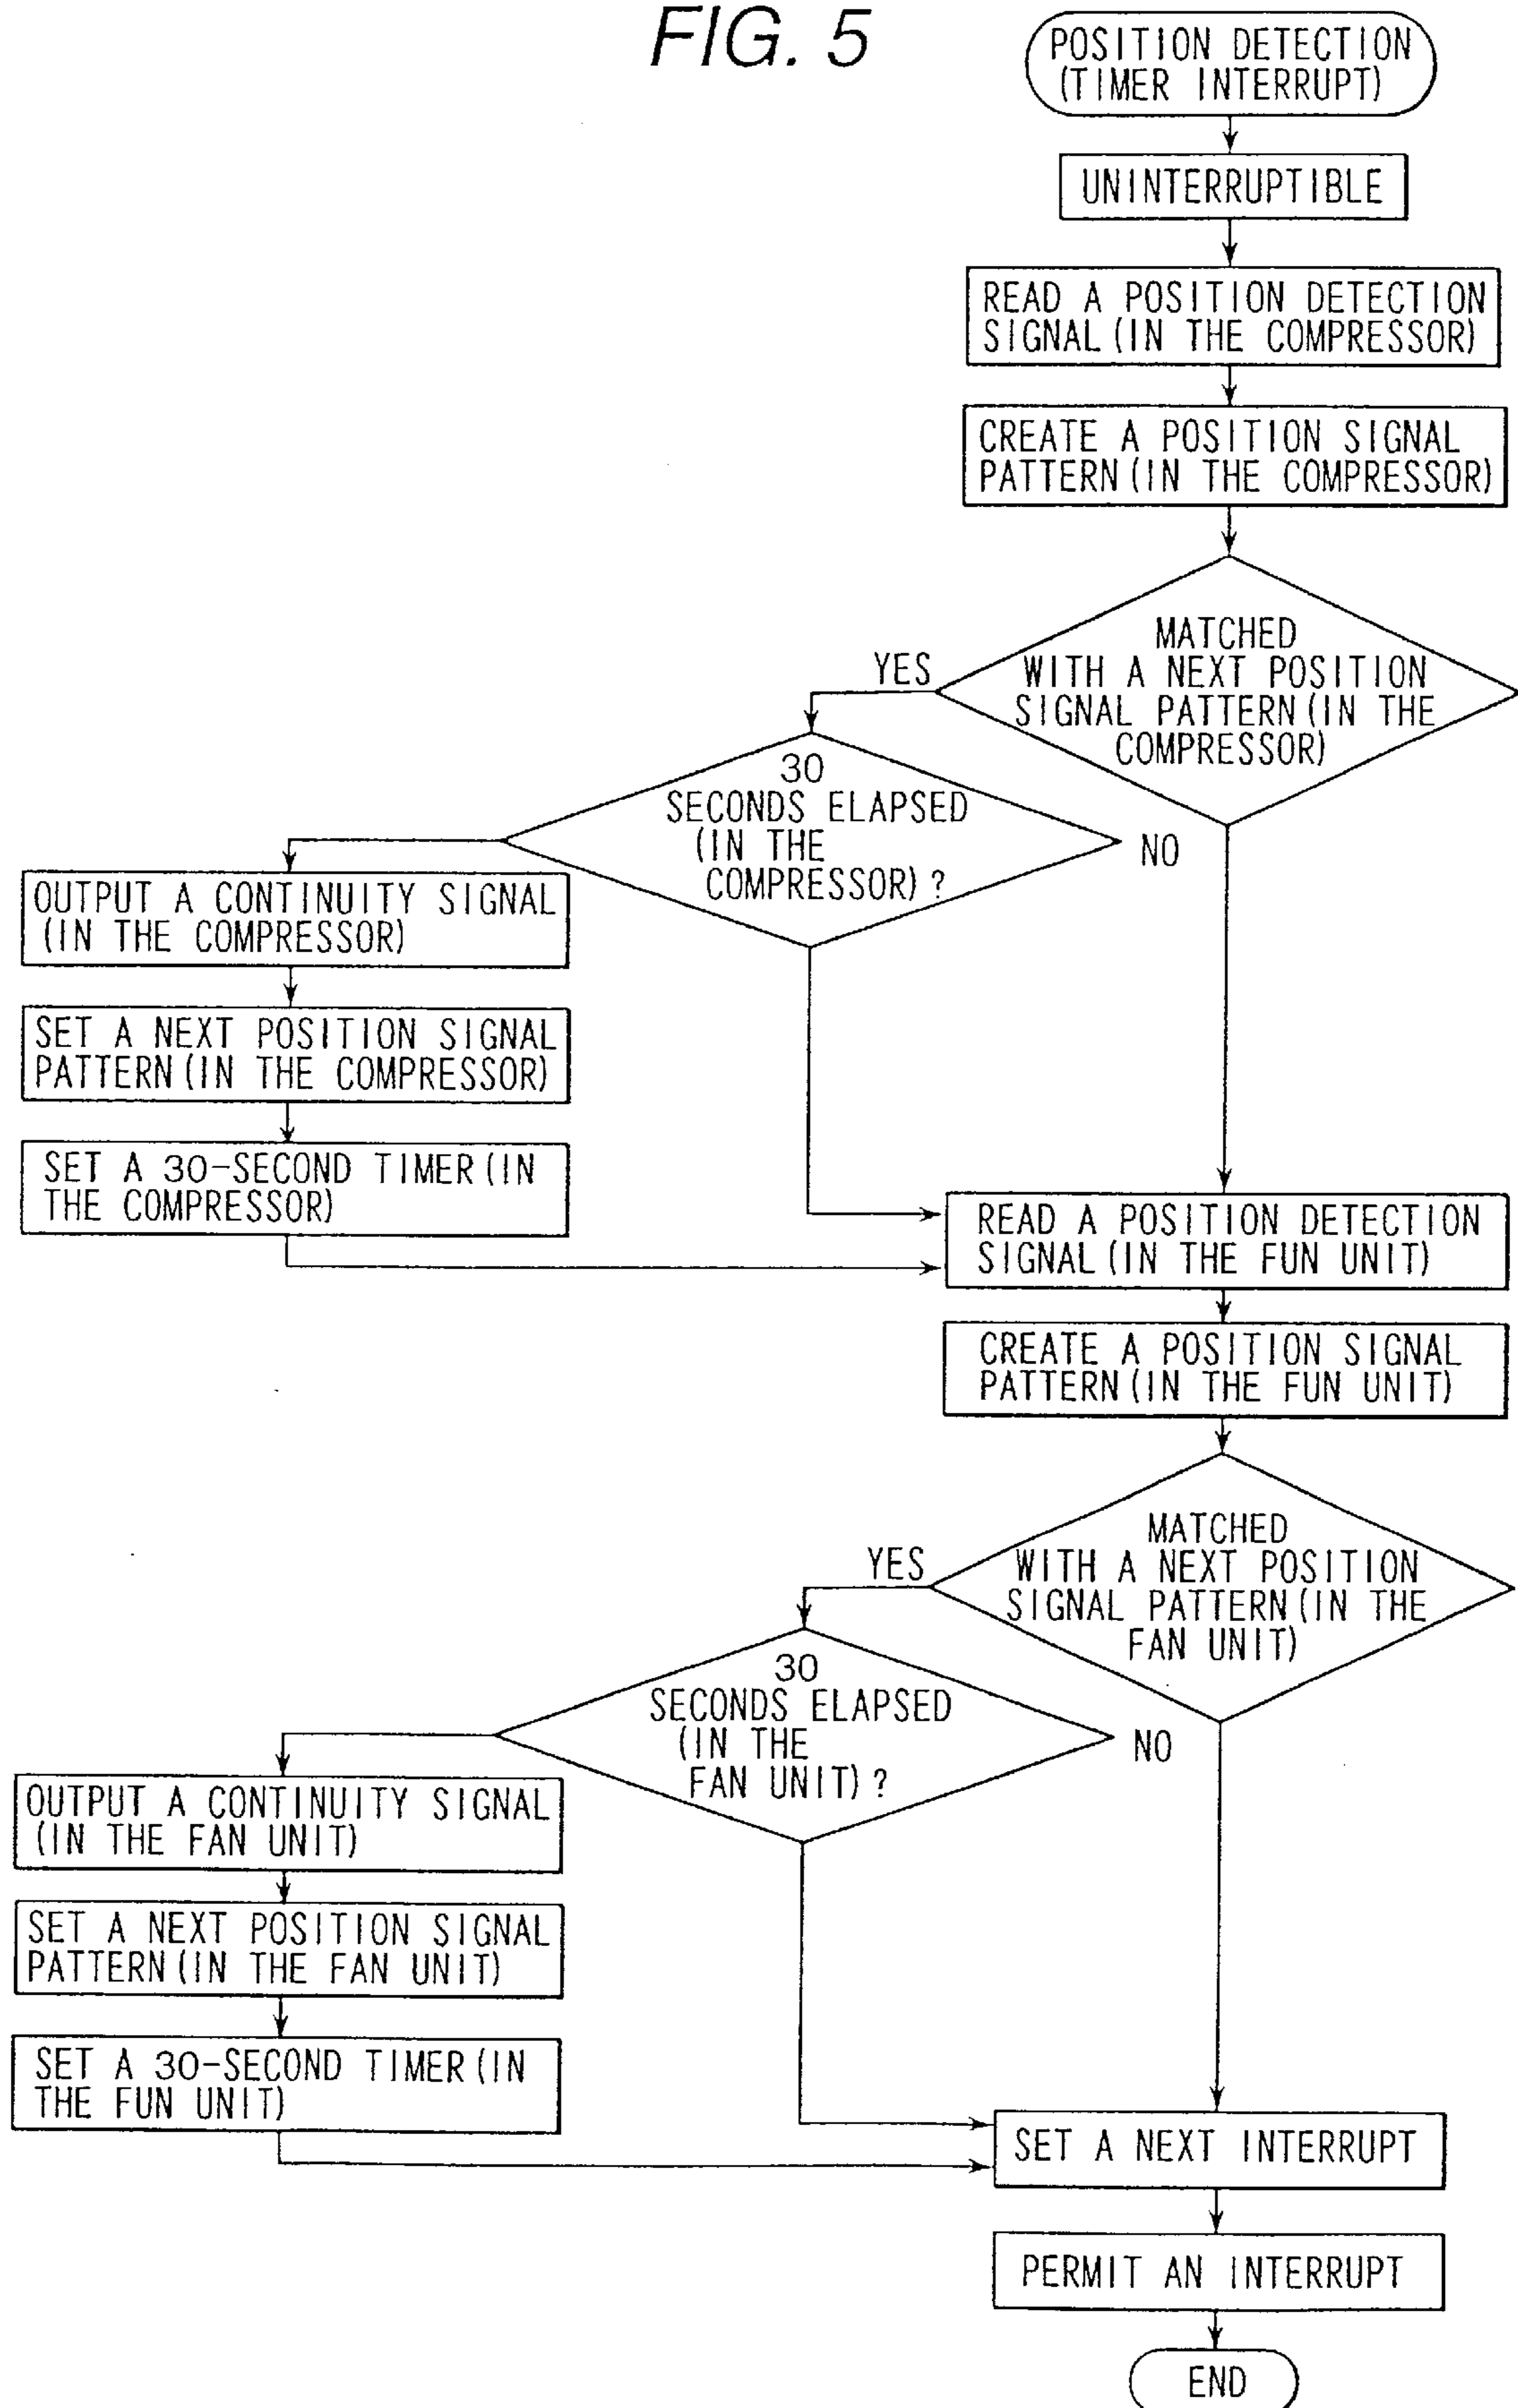 FIG. 5
POSITION DETECTION
(TIMER INTERRUPT)
UNINTERRUPTIBLE
READ A POSITION DETECTION
SIGNAL (IN THE COMPRESSOR)
CREATE A POSITION SIGNAL
PATTERN (IN THE COMPRESSOR)
MATCHED
WITH A NEXT POSITION
SIGNAL PATTERN (IN THE
COMPRESSOR)
YES
30
SECONDS ELAPSED
(IN THE
COMPRESSOR) ?
NO
OUTPUT A CONTINUITY SIGNAL
(IN THE COMPRESSOR)
SET A NEXT POSITION SIGNAL
PATTERN (IN THE COMPRESSOR)
SET A 30-SECOND TIMER (IN
THE COMPRESSOR)
READ A POSITION DETECTION
SIGNAL (IN THE FUN UNIT)
CREATE A POSITION SIGNAL
PATTERN (IN THE FUN UNIT)
MATCHED
WITH A NEXT POSITION
SIGNAL PATTERN (IN THE
FAN UNIT)
YES
30
SECONDS ELAPSED
(IN THE
FAN UNIT) ?
NO
OUTPUT A CONTINUITY SIGNAL
(IN THE FAN UNIT)
SET A NEXT POSITION SIGNAL
PATTERN (IN THE FAN UNIT)
SET A 30-SECOND TIMER (IN
THE FUN UNIT)
SET A NEXT INTERRUPT
PERMIT AN INTERRUPT
END